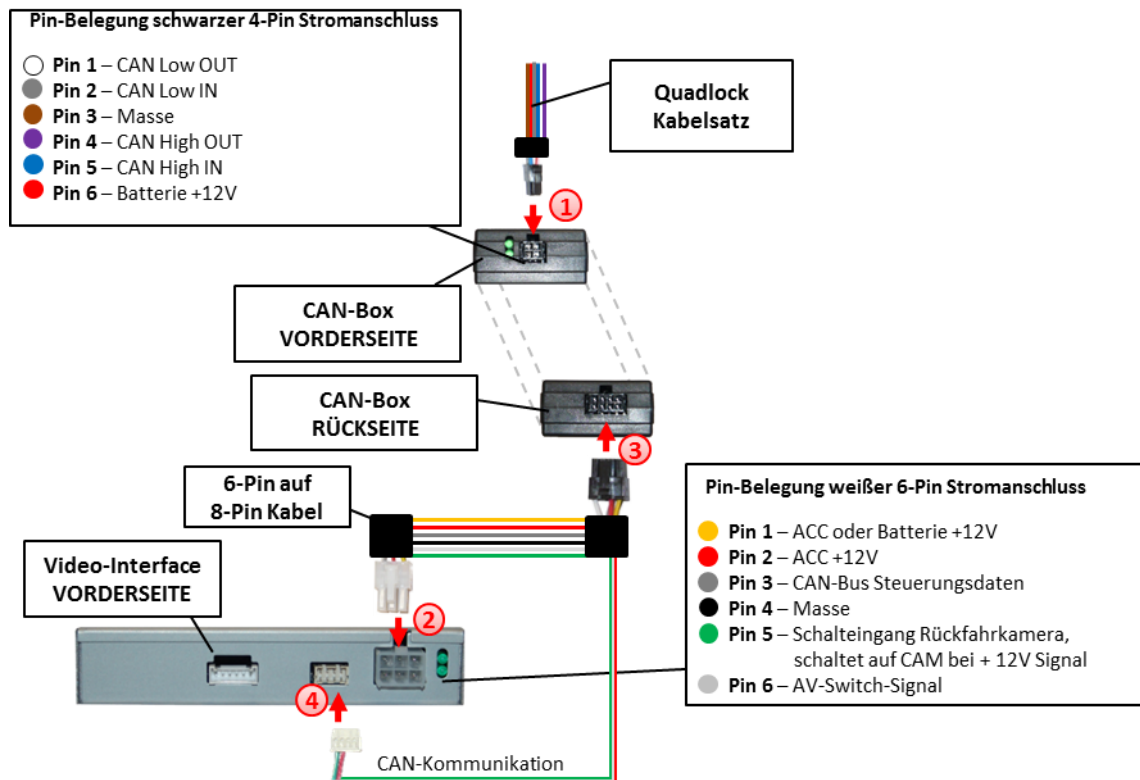 Pin-Belegung schwarzer 4-Pin Stromanschluss
Pin 1 – CAN Low OUT
Pin 2 – CAN Low IN
Pin 3 – Masse
Pin 4 – CAN High OUT
Pin 5 – CAN High IN
Pin 6 – Batterie +12V
Quadlock
Kabelsatz
1
CAN-Box
VORDERSEITE
CAN-Box
RÜCKSEITE
3
6-Pin auf
8-Pin Kabel
Video-Interface
VORDERSEITE
2
4
CAN-Kommunikation
Pin-Belegung weißer 6-Pin Stromanschluss
Pin 1 – ACC oder Batterie +12V
Pin 2 – ACC +12V
Pin 3 – CAN-Bus Steuerungsdaten
Pin 4 – Masse
Pin 5 – Schalteingang Rückfahrkamera,
schaltet auf CAM bei + 12V Signal
Pin 6 – AV-Switch-Signal